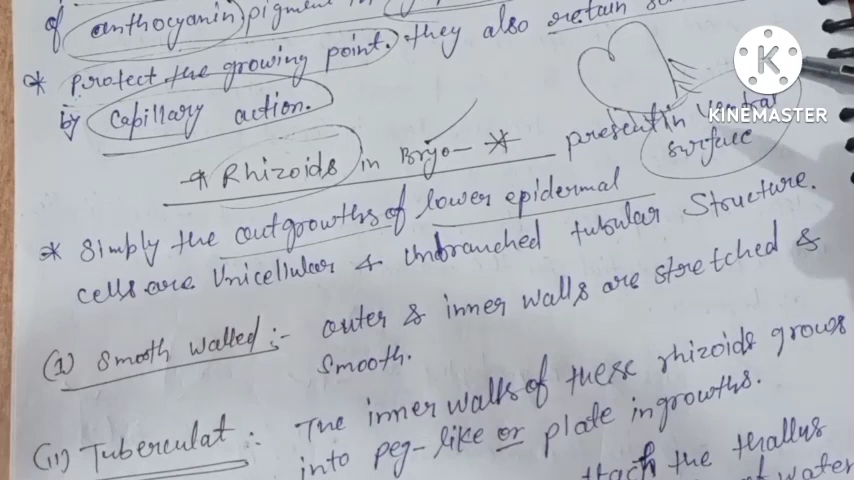 of anthocyanin pigment in
* Protect the growing point. they also retain
by capillary action.
-* Rhizoids in Bryo- *
present in ventral
surface
* Simply the outgrowths of lower epidermal
cells are Unicellular & Unbranched tubular Structure.
(I) Smooth walled :- outer & inner walls are stretched &
smooth.
(II) Tuberculat :- The inner walls of these rhizoids grows
into peg-like or plate ingrowths.
the thallus
water
K
KINEMASTER